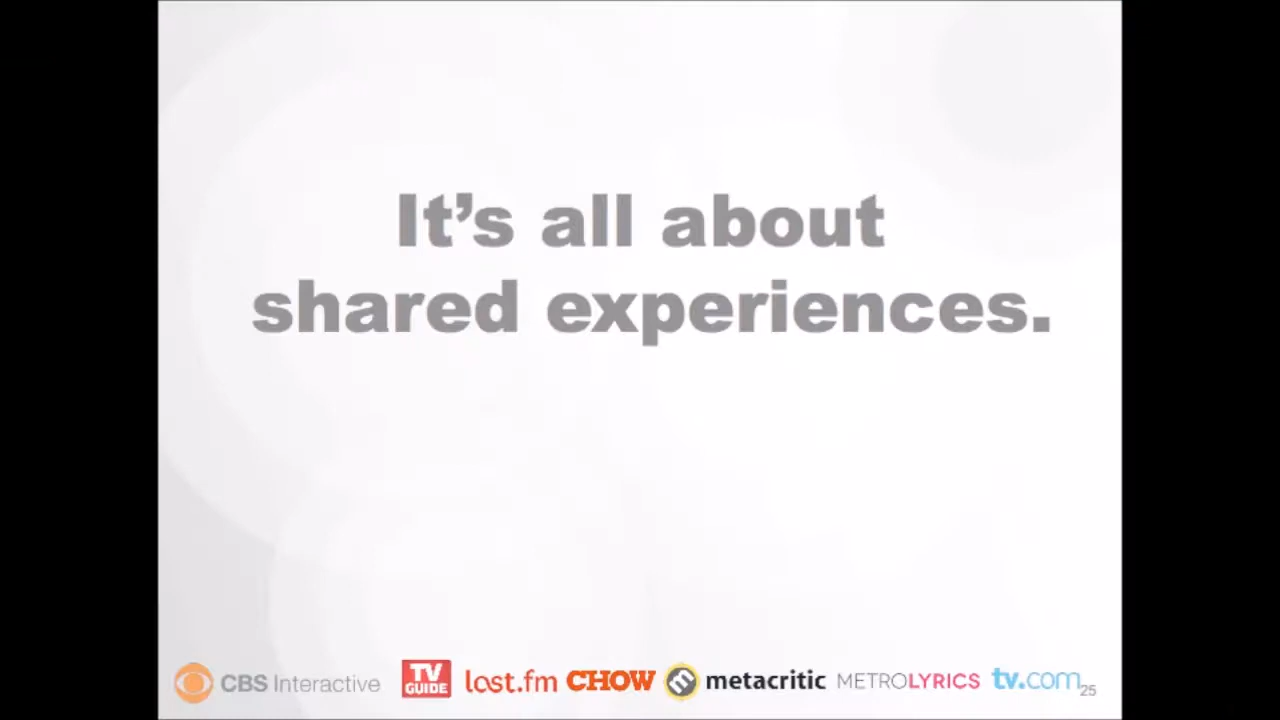 It's all about
shared experiences.
CBS Interactive TV GUIDE last.fm CHOW metacritic METROLYRICS tv.com 25